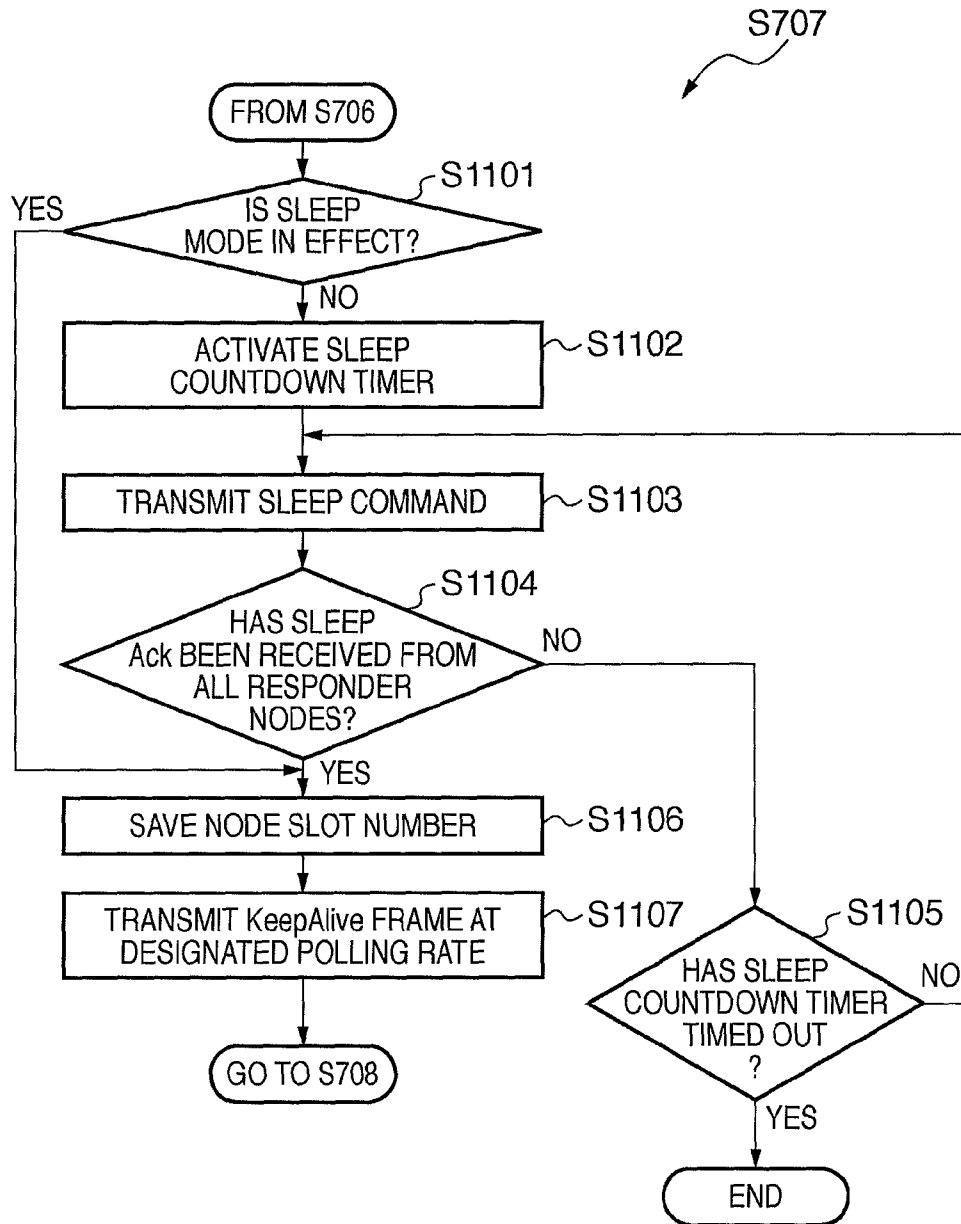 S707
FROM S706
S1101
YES
IS SLEEP
MODE IN EFFECT?
NO
ACTIVATE SLEEP
COUNTDOWN TIMER
S1102
TRANSMIT SLEEP COMMAND
S1103
S1104
HAS SLEEP
Ack BEEN RECEIVED FROM
ALL RESPONDER
NODES?
NO
YES
SAVE NODE SLOT NUMBER
S1106
TRANSMIT KeepAlive FRAME AT
DESIGNATED POLLING RATE
S1107
GO TO S708
S1105
HAS SLEEP
COUNTDOWN TIMER
TIMED OUT
?
NO
YES
END